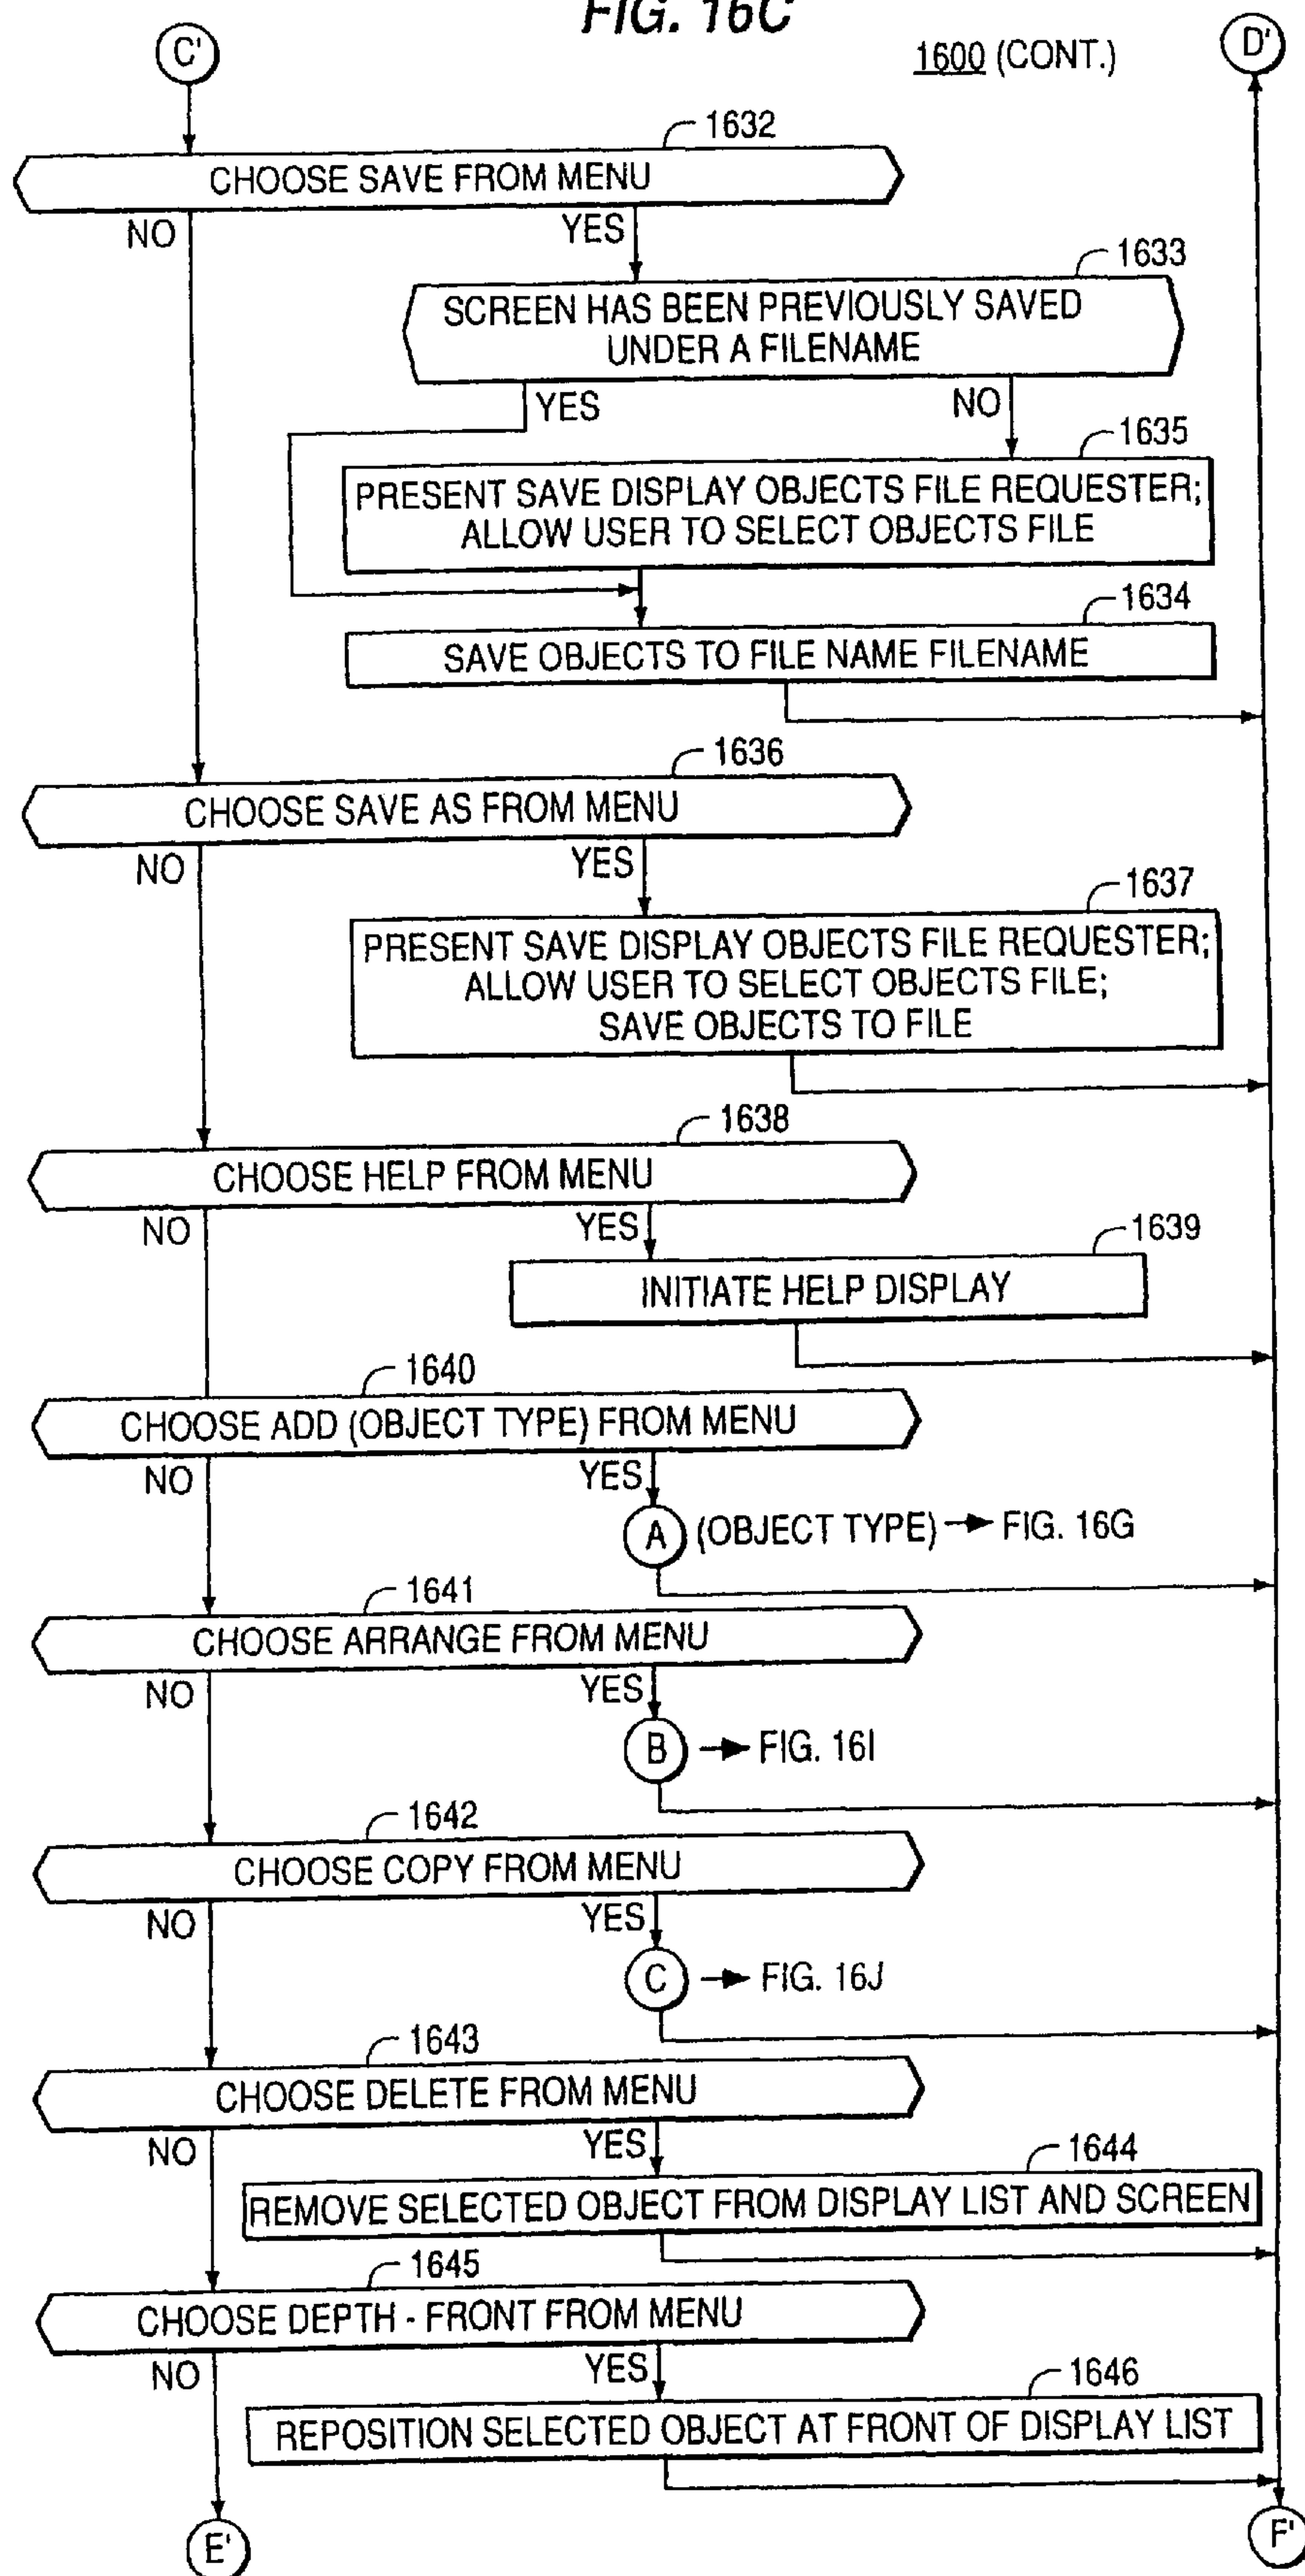 FIG. 16C
C'
1600 (CONT.)
D'
1632
CHOOSE SAVE FROM MENU
NO
YES
1633
SCREEN HAS BEEN PREVIOUSLY SAVED
UNDER A FILENAME
YES
NO
1635
PRESENT SAVE DISPLAY OBJECTS FILE REQUESTER;
ALLOW USER TO SELECT OBJECTS FILE
1634
SAVE OBJECTS TO FILE NAME FILENAME
1636
CHOOSE SAVE AS FROM MENU
NO
YES
1637
PRESENT SAVE DISPLAY OBJECTS FILE REQUESTER;
ALLOW USER TO SELECT OBJECTS FILE;
SAVE OBJECTS TO FILE
1638
CHOOSE HELP FROM MENU
NO
YES
1639
INITIATE HELP DISPLAY
1640
CHOOSE ADD (OBJECT TYPE) FROM MENU
NO
YES
A (OBJECT TYPE) → FIG. 16G
1641
CHOOSE ARRANGE FROM MENU
NO
YES
B → FIG. 16I
1642
CHOOSE COPY FROM MENU
NO
YES
C → FIG. 16J
1643
CHOOSE DELETE FROM MENU
NO
YES
1644
REMOVE SELECTED OBJECT FROM DISPLAY LIST AND SCREEN
1645
CHOOSE DEPTH - FRONT FROM MENU
NO
YES
1646
REPOSITION SELECTED OBJECT AT FRONT OF DISPLAY LIST
E'
F'